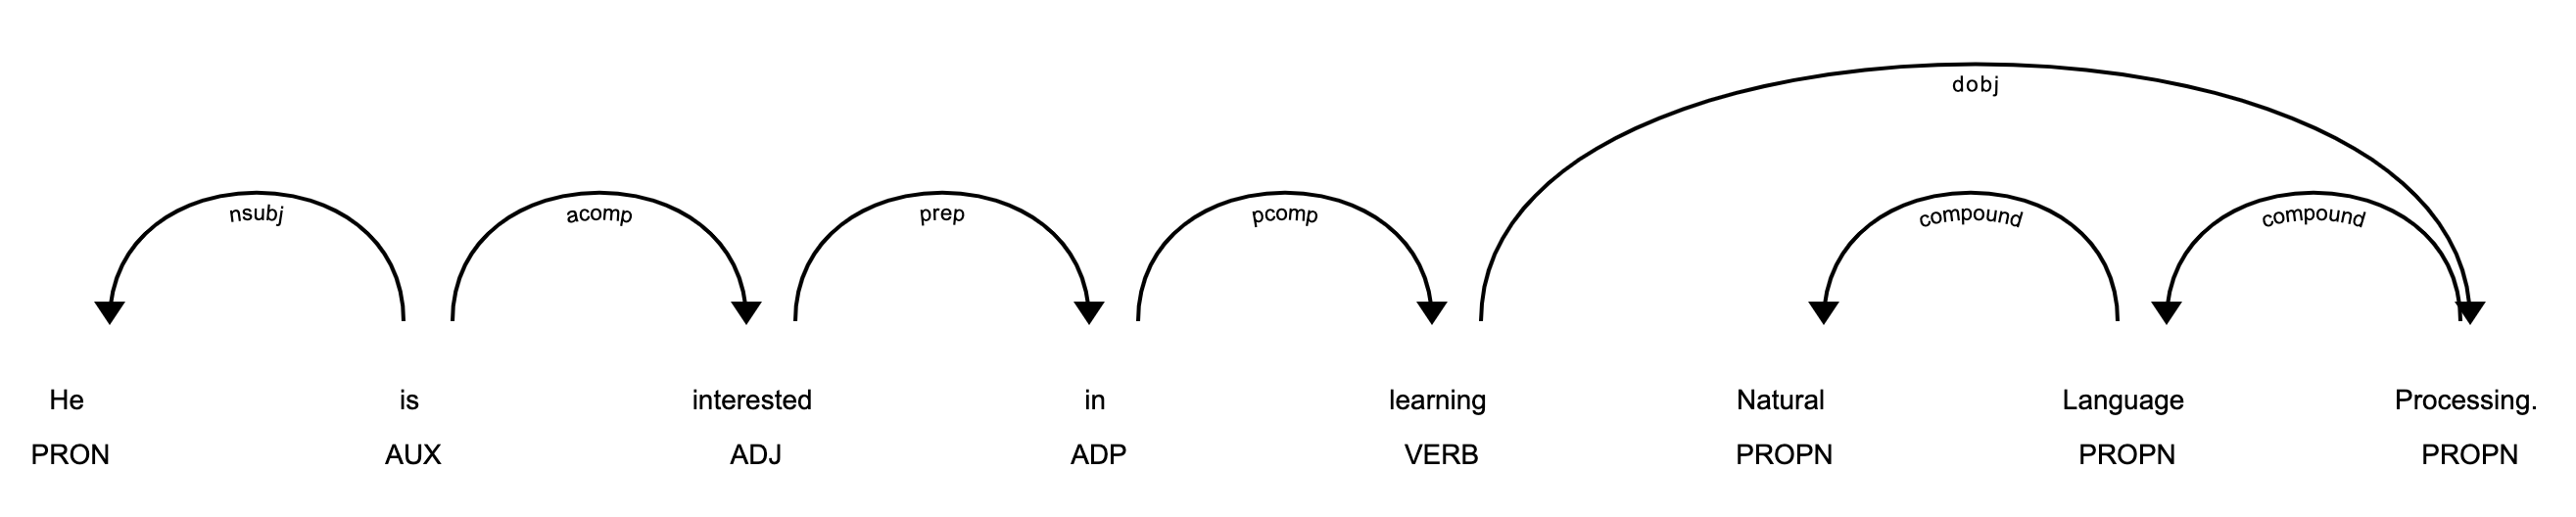 dobj
nsubj acomp prep pcomp compound compound
He is interested in learning Natural Language Processing.
PRON AUX ADJ ADP VERB PROPN PROPN PROPN